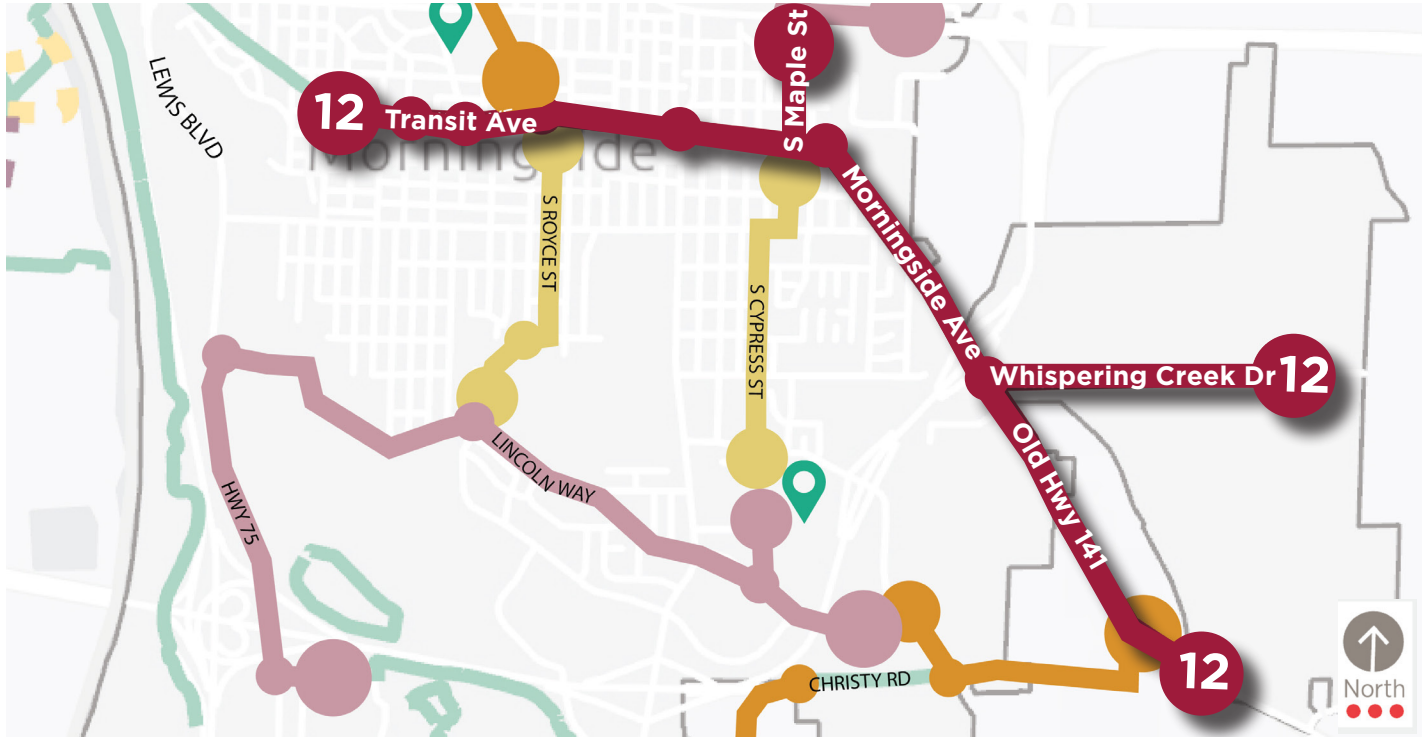 S Maple St
LEWIS BLVD
12
Transit Ave
Morningside
S ROYCE ST
Morningside Ave
S CYPRESS ST
Whispering Creek Dr
12
LINCOLN WAY
Old Hwy 141
HWY 75
CHRISTY RD
12
North